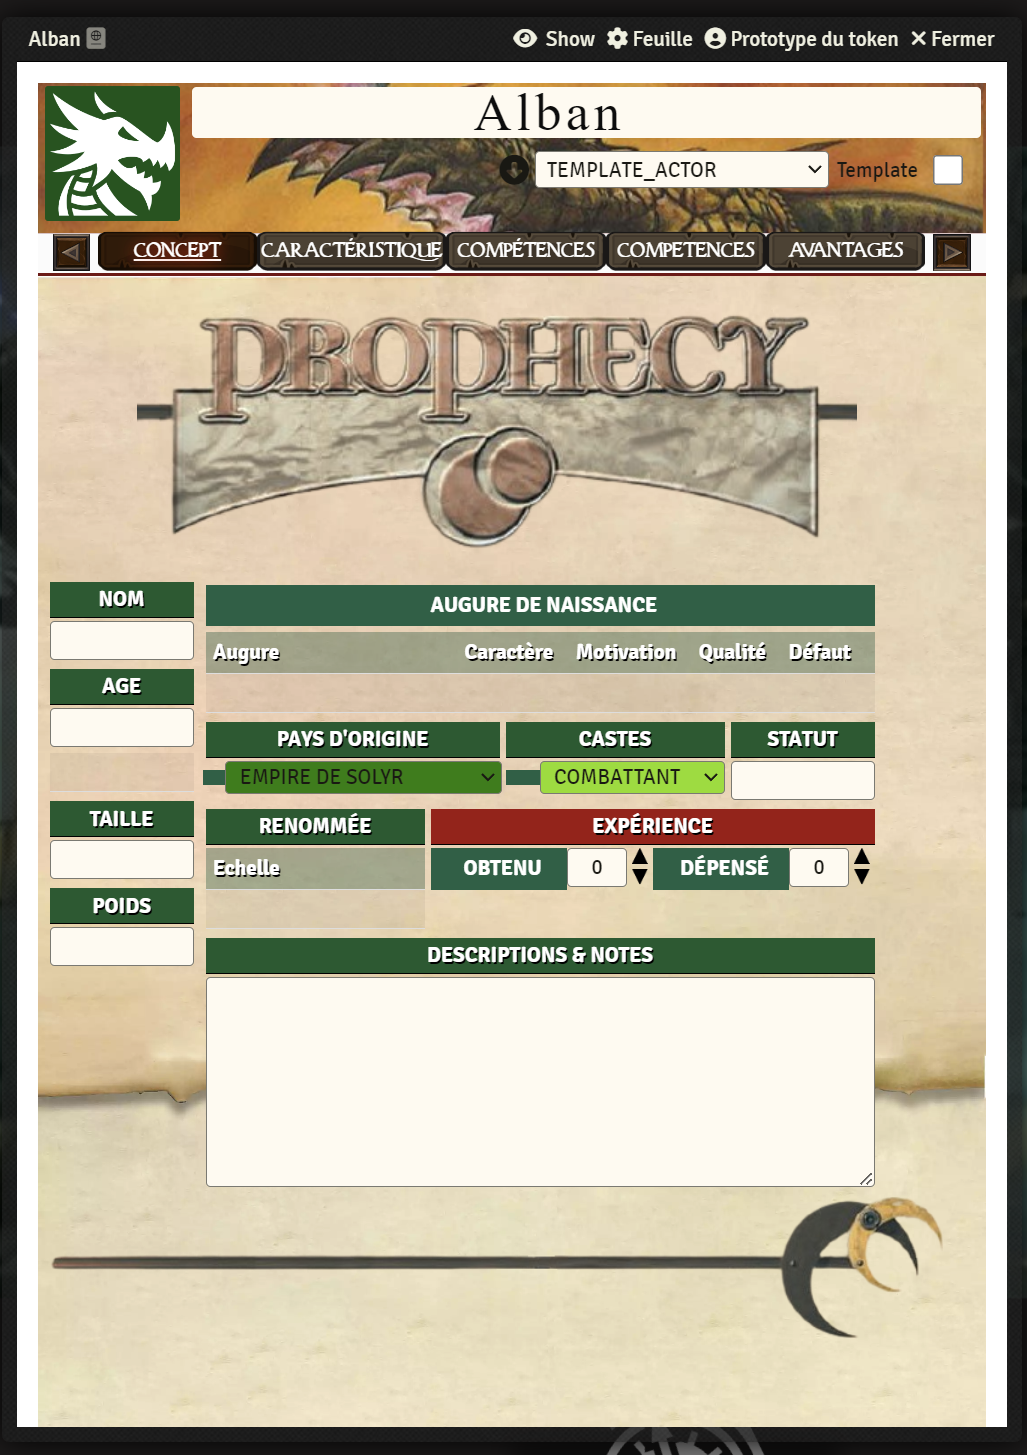 Alban Show Feuille Prototype du token Fermer
Alban
TEMPLATE_ACTOR Template
CONCEPT CARACTÉRISTIQUE COMPÉTENCES COMPETENCES AVANTAGES
PROPHECY
NOM
AUGURE DE NAISSANCE
Augure Caractère Motivation Qualité Défaut
AGE
PAYS D'ORIGINE CASTES STATUT
EMPIRE DE SOLYR COMBATTANT
TAILLE
RENOMMÉE EXPÉRIENCE
Echelle OBTENU 0 DÉPENSÉ 0
POIDS
DESCRIPTIONS & NOTES